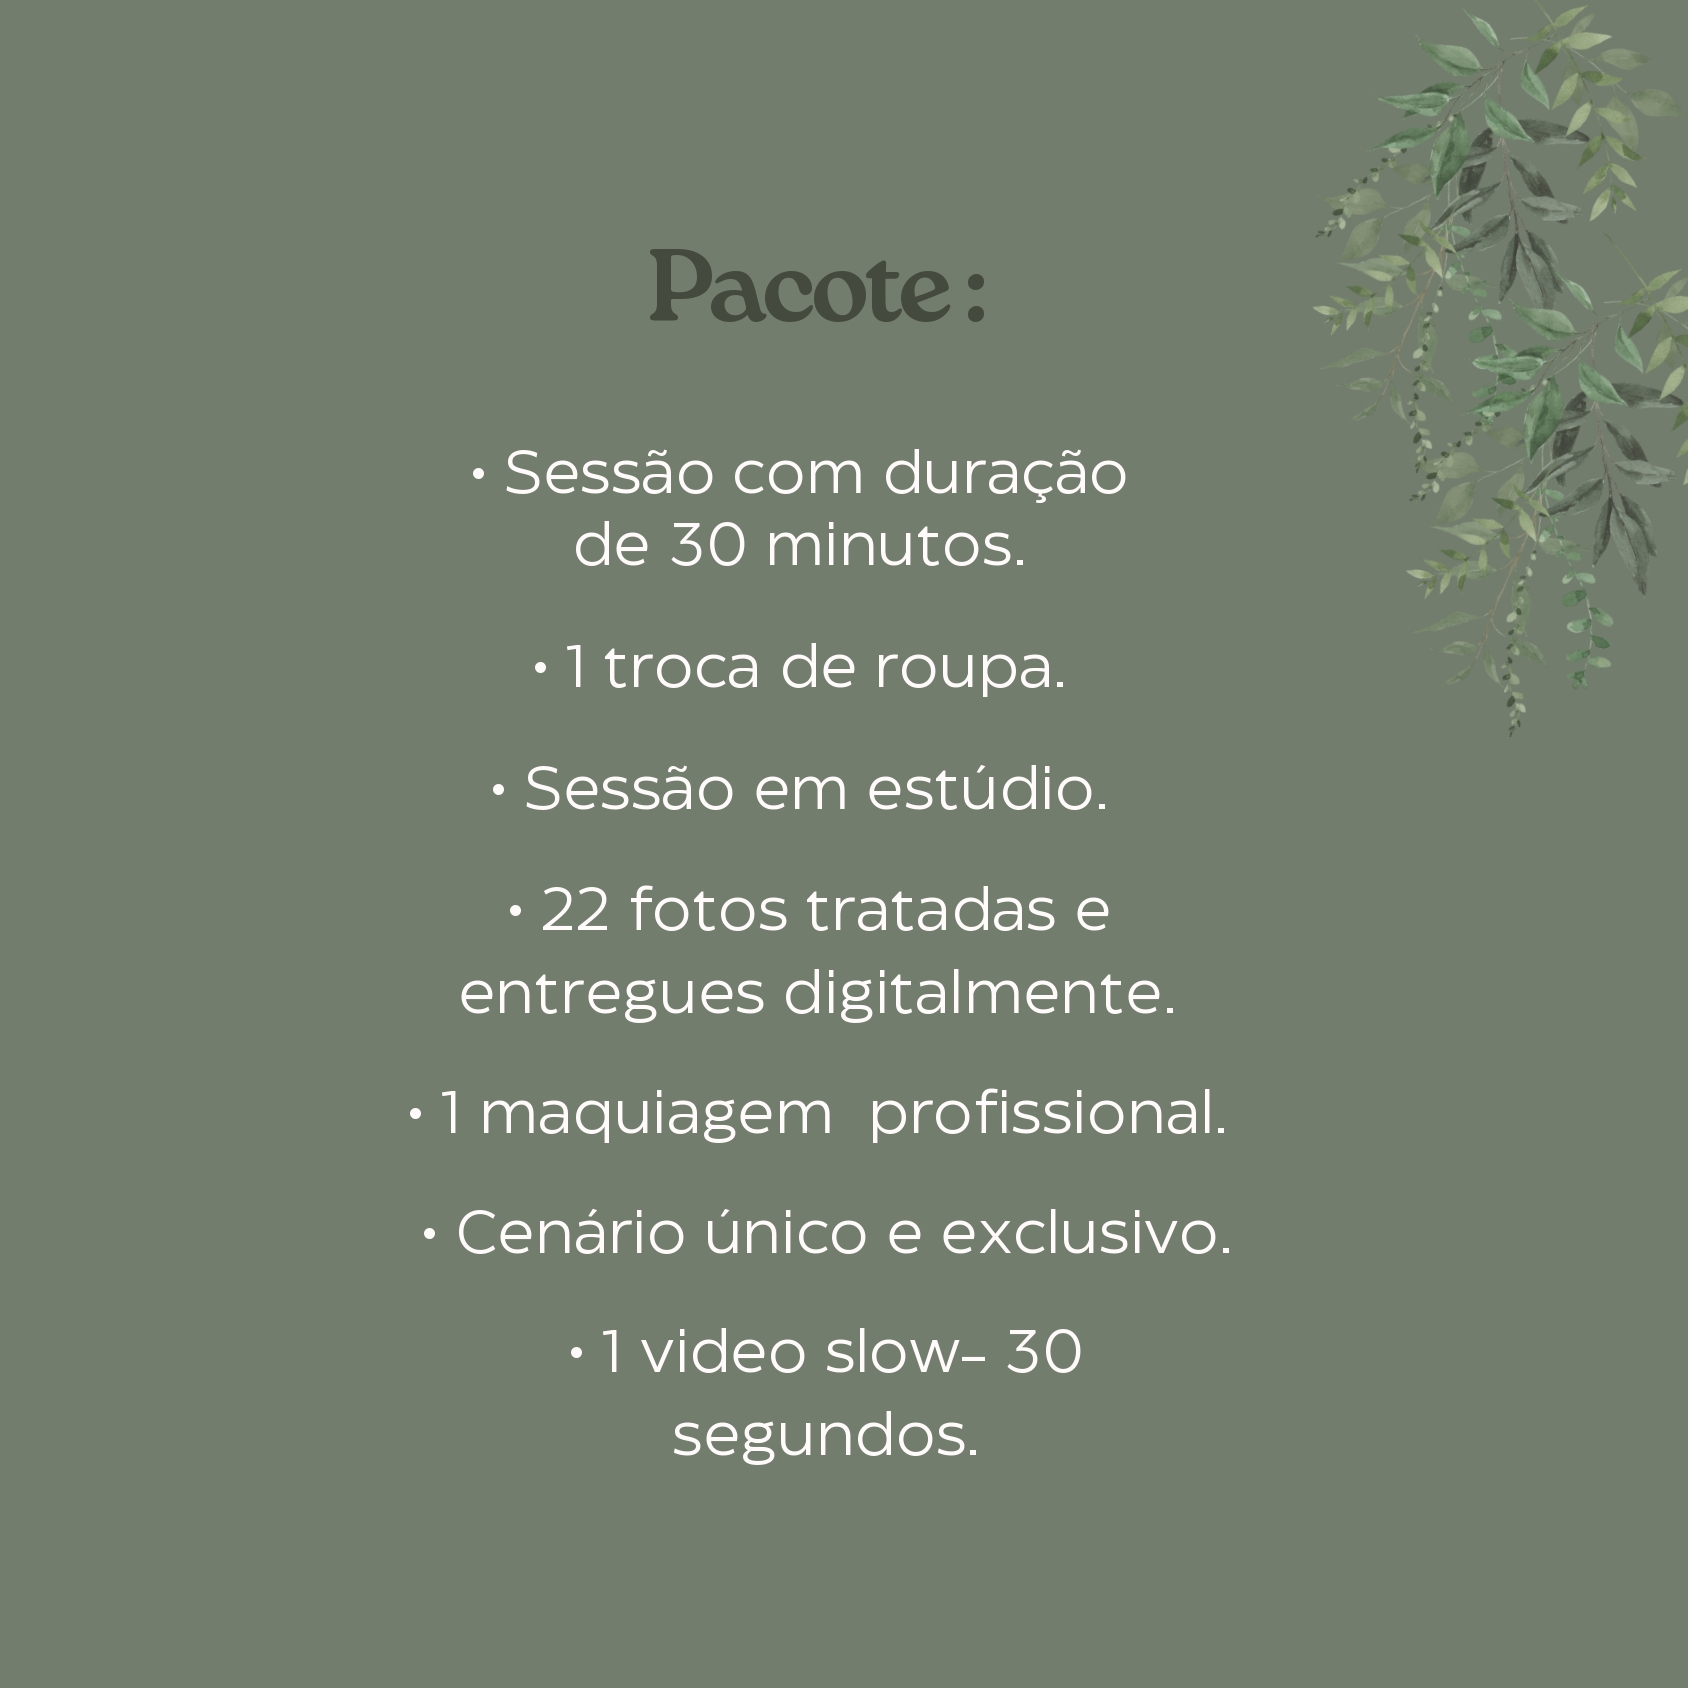 Pacote:
• Sessão com duração
de 30 minutos.
• 1 troca de roupa.
• Sessão em estúdio.
• 22 fotos tratadas e
entregues digitalmente.
• 1 maquiagem  profissional.
• Cenário único e exclusivo.
• 1 video slow– 30
segundos.